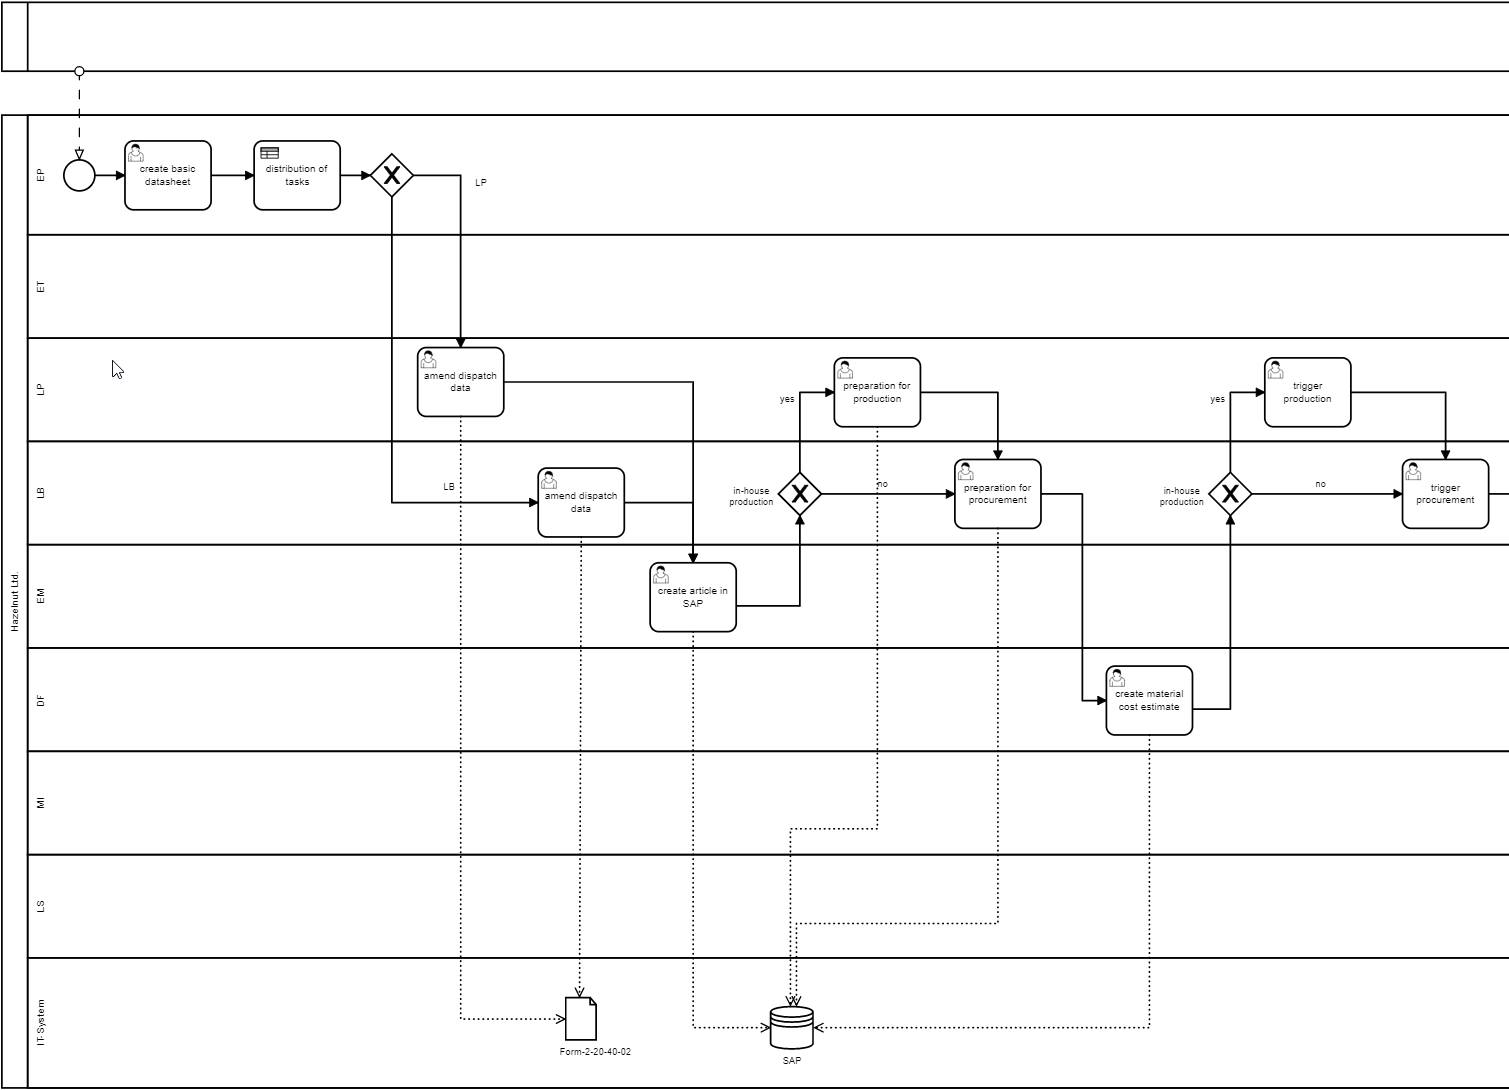 EP
create basic
datasheet
distribution of
tasks
LP
ET
LP
amend dispatch
data
yes
preparation for
production
yes
trigger
production
LB
LB
amend dispatch
data
in-house
production
no
preparation for
procurement
in-house
production
no
trigger
procurement
Hazelnut Ltd.
EM
create article in
SAP
DF
create material
cost estimate
MI
LS
IT-System
Form-2-20-40-02
SAP